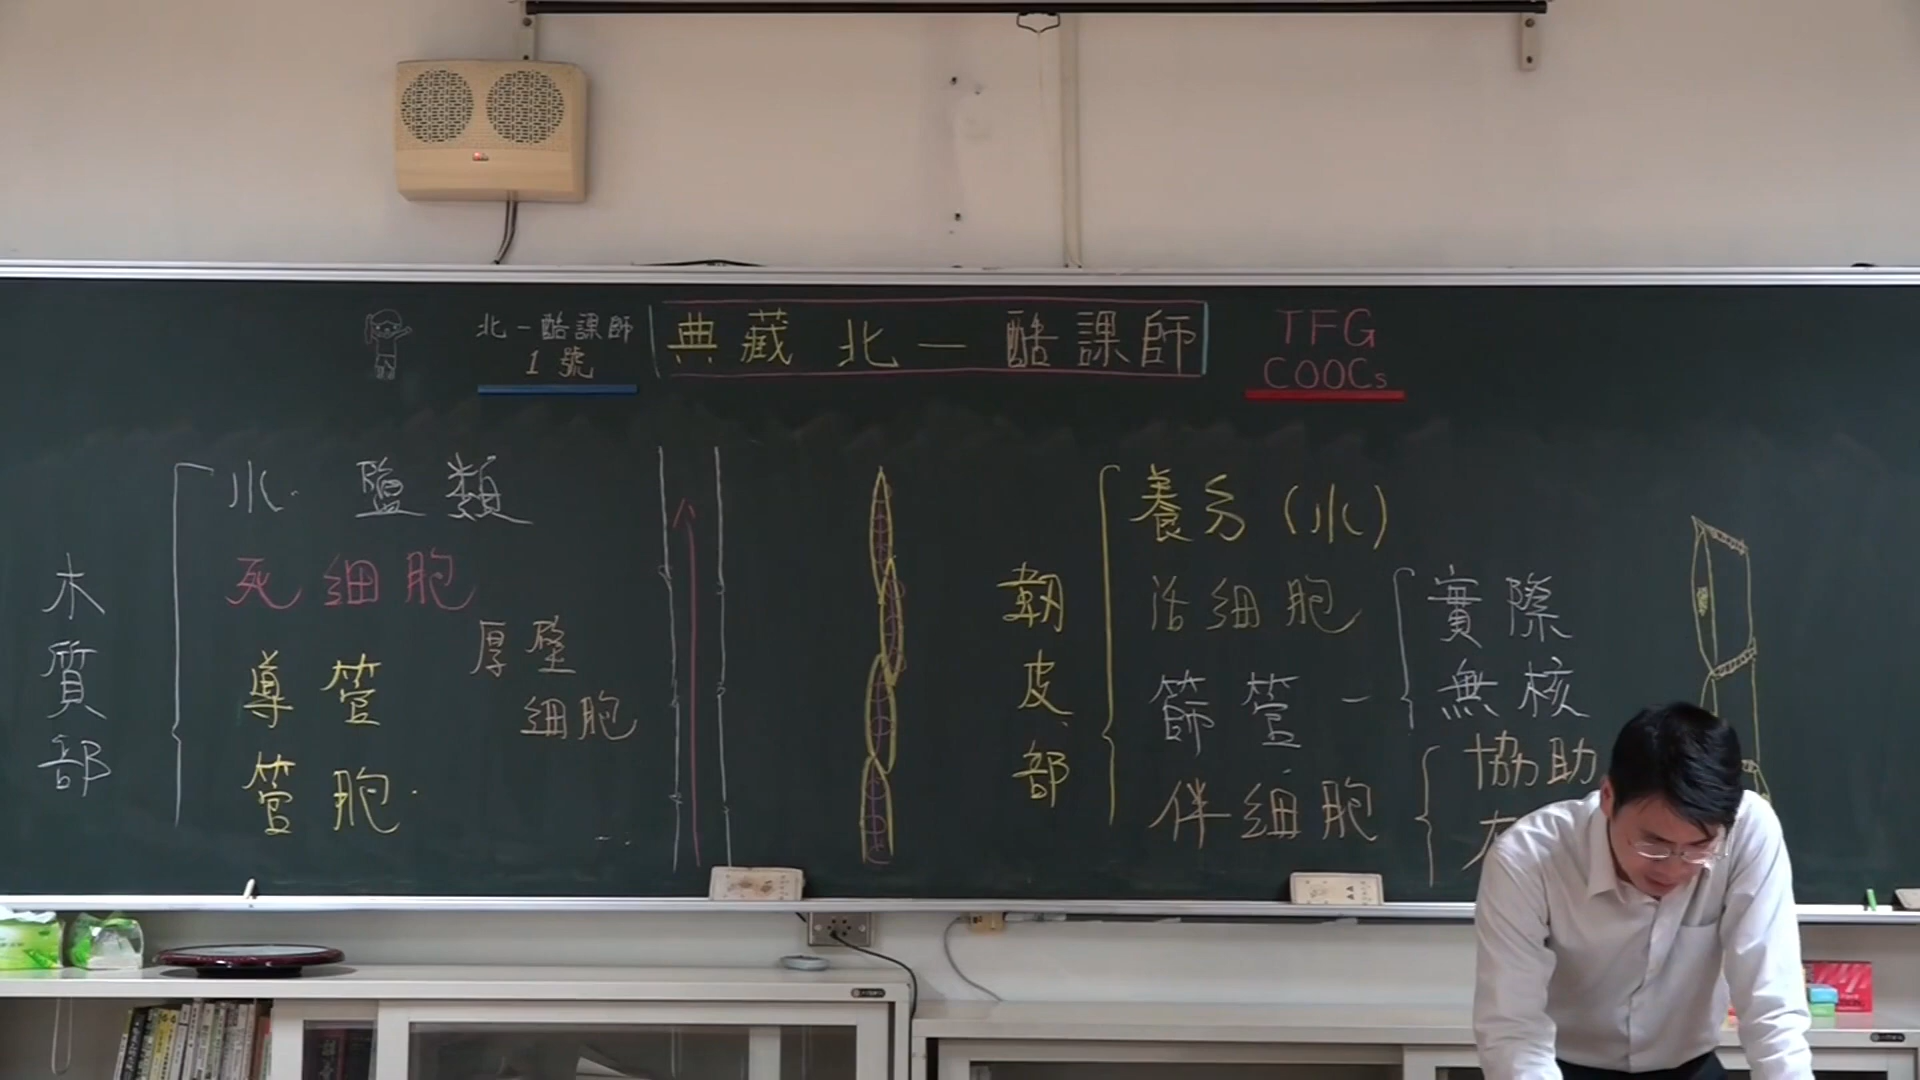 北一酷課師
1號
典藏 北一 酷課師
TFG
COOCs
木質部
水. 鹽類
死細胞
導管
管胞.
厚壁
細胞
韌皮部
養分(水)
活細胞
篩管-
伴細胞
實際
無核
協助